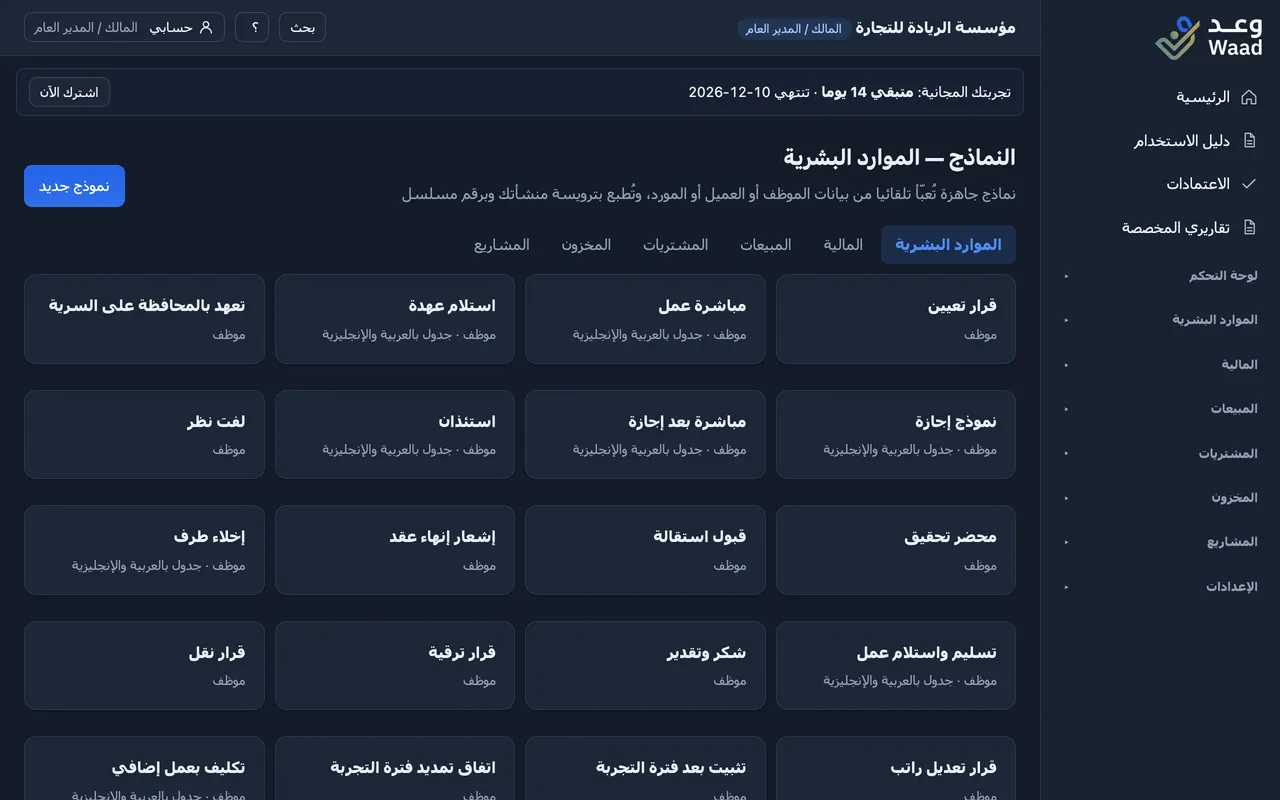 وعد
Waad
الرئيسية
دليل الاستخدام
الاعتمادات
تقاريري المخصصة
لوحة التحكم
الموارد البشرية
المالية
المبيعات
المشتريات
المخزون
المشاريع
الإعدادات
مؤسسة الريادة للتجارة المالك / المدير العام
بحث
؟
حسابي المالك / المدير العام
تجربتك المجانية: متبقي 14 يوما · تنتهي 10-12-2026
اشترك الآن
النماذج — الموارد البشرية
نماذج جاهزة تُعبّأ تلقائيا من بيانات الموظف أو العميل أو المورد، وتُطبع بترويسة منشأتك وبرقم مسلسل
نموذج جديد
الموارد البشرية المالية المبيعات المشتريات المخزون المشاريع
قرار تعيين
موظف
مباشرة عمل
موظف · جدول بالعربية والإنجليزية
استلام عهدة
موظف · جدول بالعربية والإنجليزية
تعهد بالمحافظة على السرية
موظف
نموذج إجازة
موظف · جدول بالعربية والإنجليزية
مباشرة بعد إجازة
موظف · جدول بالعربية والإنجليزية
استئذان
موظف · جدول بالعربية والإنجليزية
لفت نظر
موظف
محضر تحقيق
موظف
قبول استقالة
موظف
إشعار إنهاء عقد
موظف
إخلاء طرف
موظف · جدول بالعربية والإنجليزية
تسليم واستلام عمل
موظف · جدول بالعربية والإنجليزية
شكر وتقدير
موظف
قرار ترقية
موظف
قرار نقل
موظف
قرار تعديل راتب
موظف
تثبيت بعد فترة التجربة
موظف
اتفاق تمديد فترة التجربة
موظف
تكليف بعمل إضافي
موظف · جدول بالعربية والإنجليزية